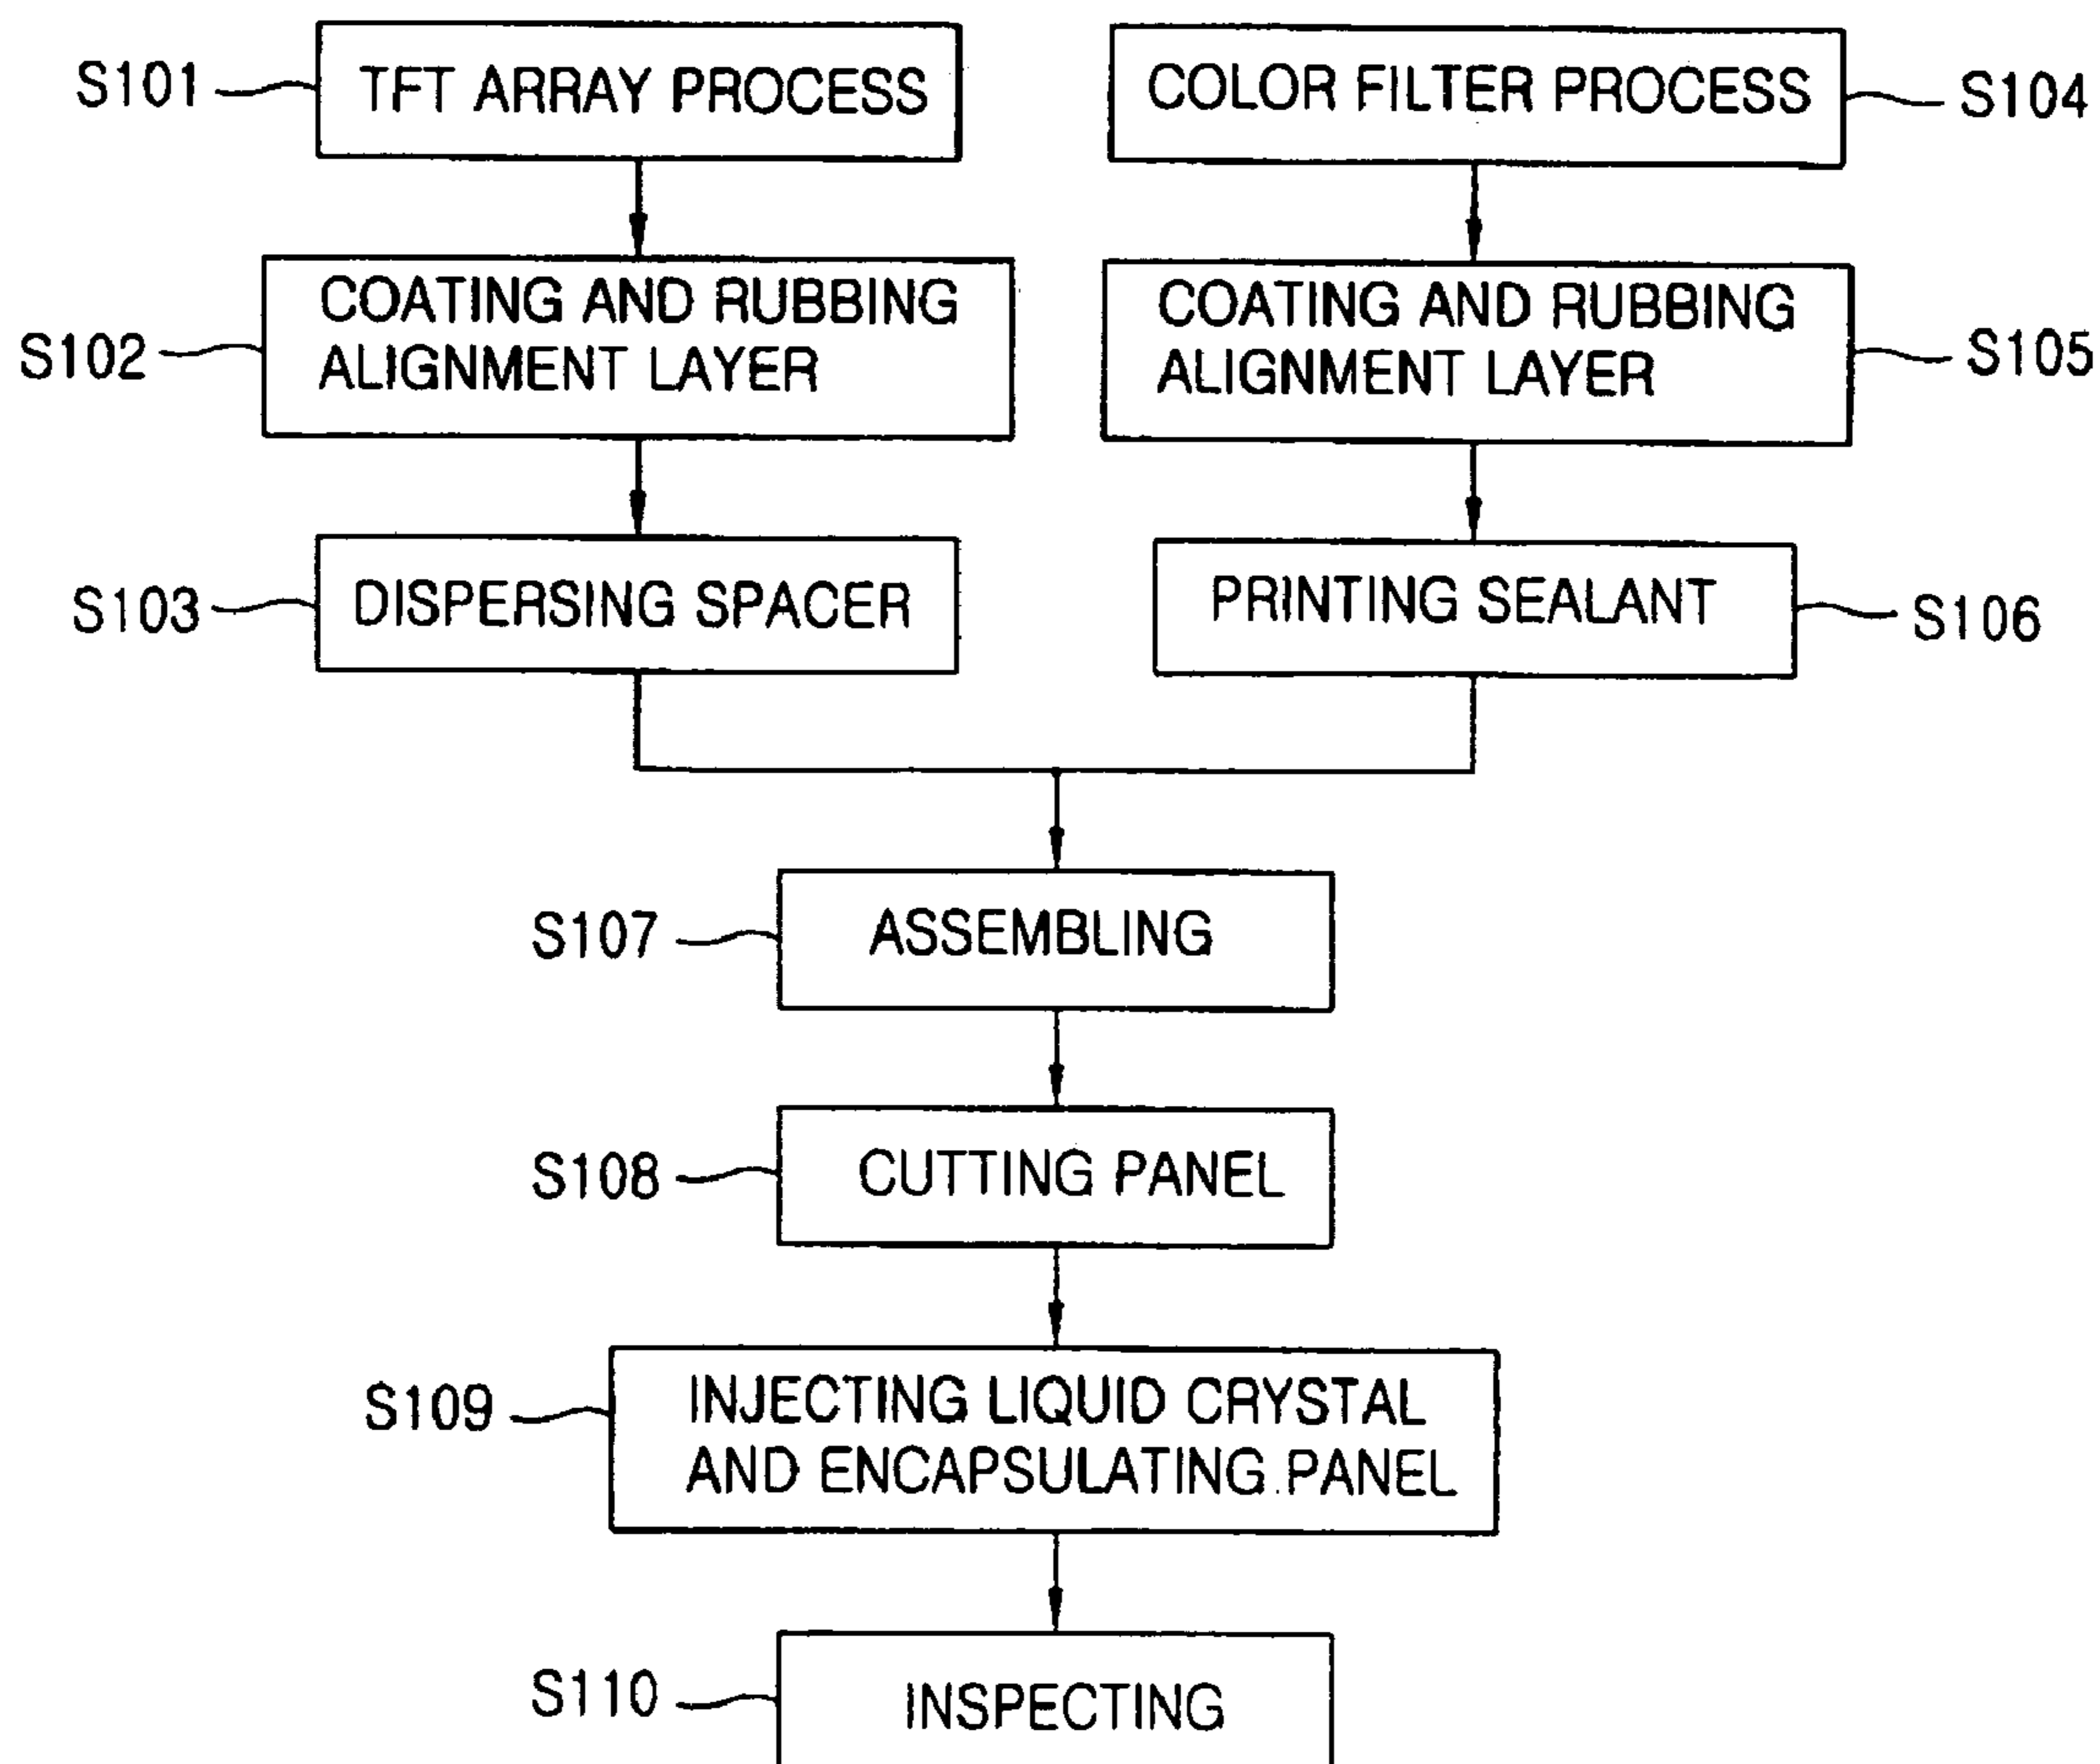 S101
TFT ARRAY PROCESS
COLOR FILTER PROCESS
S104
S102
COATING AND RUBBING
ALIGNMENT LAYER
COATING AND RUBBING
ALIGNMENT LAYER
S105
S103
DISPERSING SPACER
PRINTING SEALANT
S106
S107
ASSEMBLING
S108
CUTTING PANEL
S109
INJECTING LIQUID CRYSTAL
AND ENCAPSULATING PANEL
S110
INSPECTING